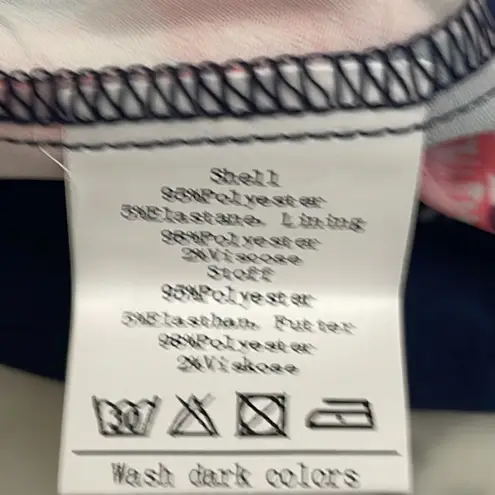 Shell
95%Polyester
5%Elastane. Lining
98%Polyester
2%Viscose
Stoff
95%Polyester
5%Elasthan. Futter
98%Polyester
2%Viskose
30
Wash dark colors